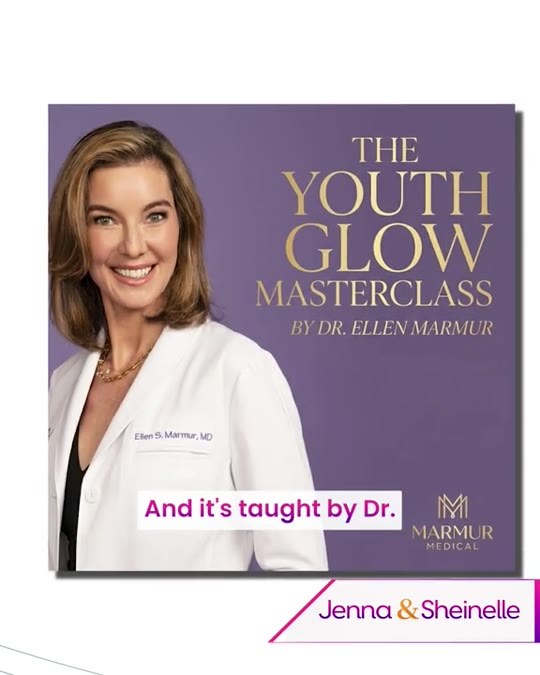 THE
YOUTH
GLOW
MASTERCLASS
BY DR. ELLEN MARMUR
Ellen S. Marmur, MD
And it's taught by Dr.
MARMUR
MEDICAL
Jenna & Sheinelle